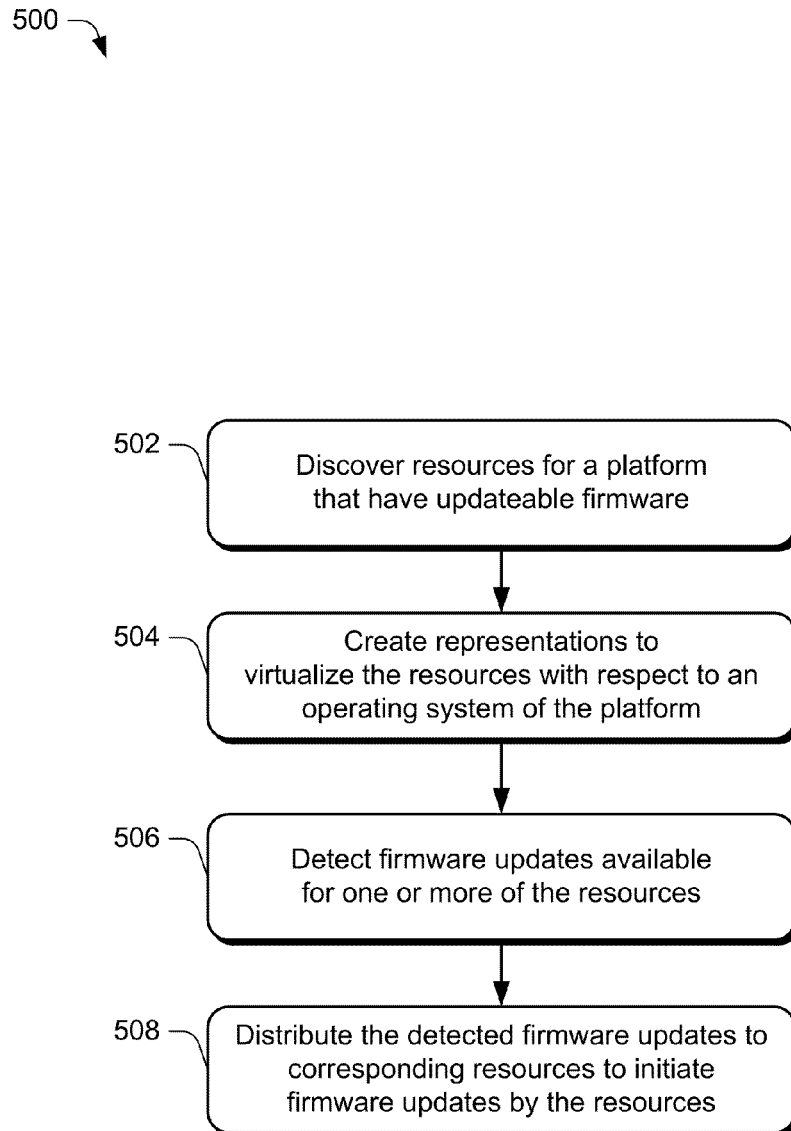 500
502
Discover resources for a platform
that have updateable firmware
504
Create representations to
virtualize the resources with respect to an
operating system of the platform
506
Detect firmware updates available
for one or more of the resources
508
Distribute the detected firmware updates to
corresponding resources to initiate
firmware updates by the resources